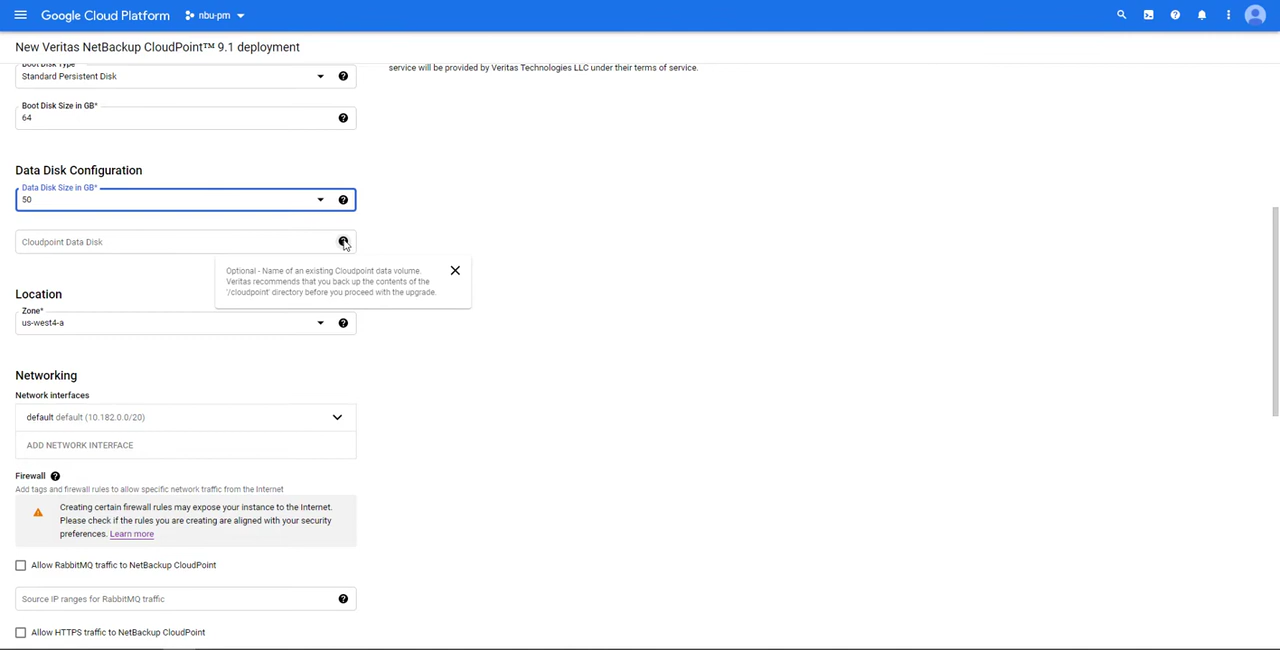 Google Cloud Platform
nbu-pm
New Veritas NetBackup CloudPoint™ 9.1 deployment
Boot Disk Type
Standard Persistent Disk
service will be provided by Veritas Technologies LLC under their terms of service.
Boot Disk Size in GB*
64
Data Disk Configuration
Data Disk Size in GB*
50
Cloudpoint Data Disk
Optional - Name of an existing Cloudpoint data volume.
Veritas recommends that you back up the contents of the
'/cloudpoint' directory before you proceed with the upgrade.
Location
Zone*
us-west4-a
Networking
Network interfaces
default default (10.182.0.0/20)
ADD NETWORK INTERFACE
Firewall
Add tags and firewall rules to allow specific network traffic from the Internet
Creating certain firewall rules may expose your instance to the Internet.
Please check if the rules you are creating are aligned with your security
preferences. Learn more
Allow RabbitMQ traffic to NetBackup CloudPoint
Source IP ranges for RabbitMQ traffic
Allow HTTPS traffic to NetBackup CloudPoint